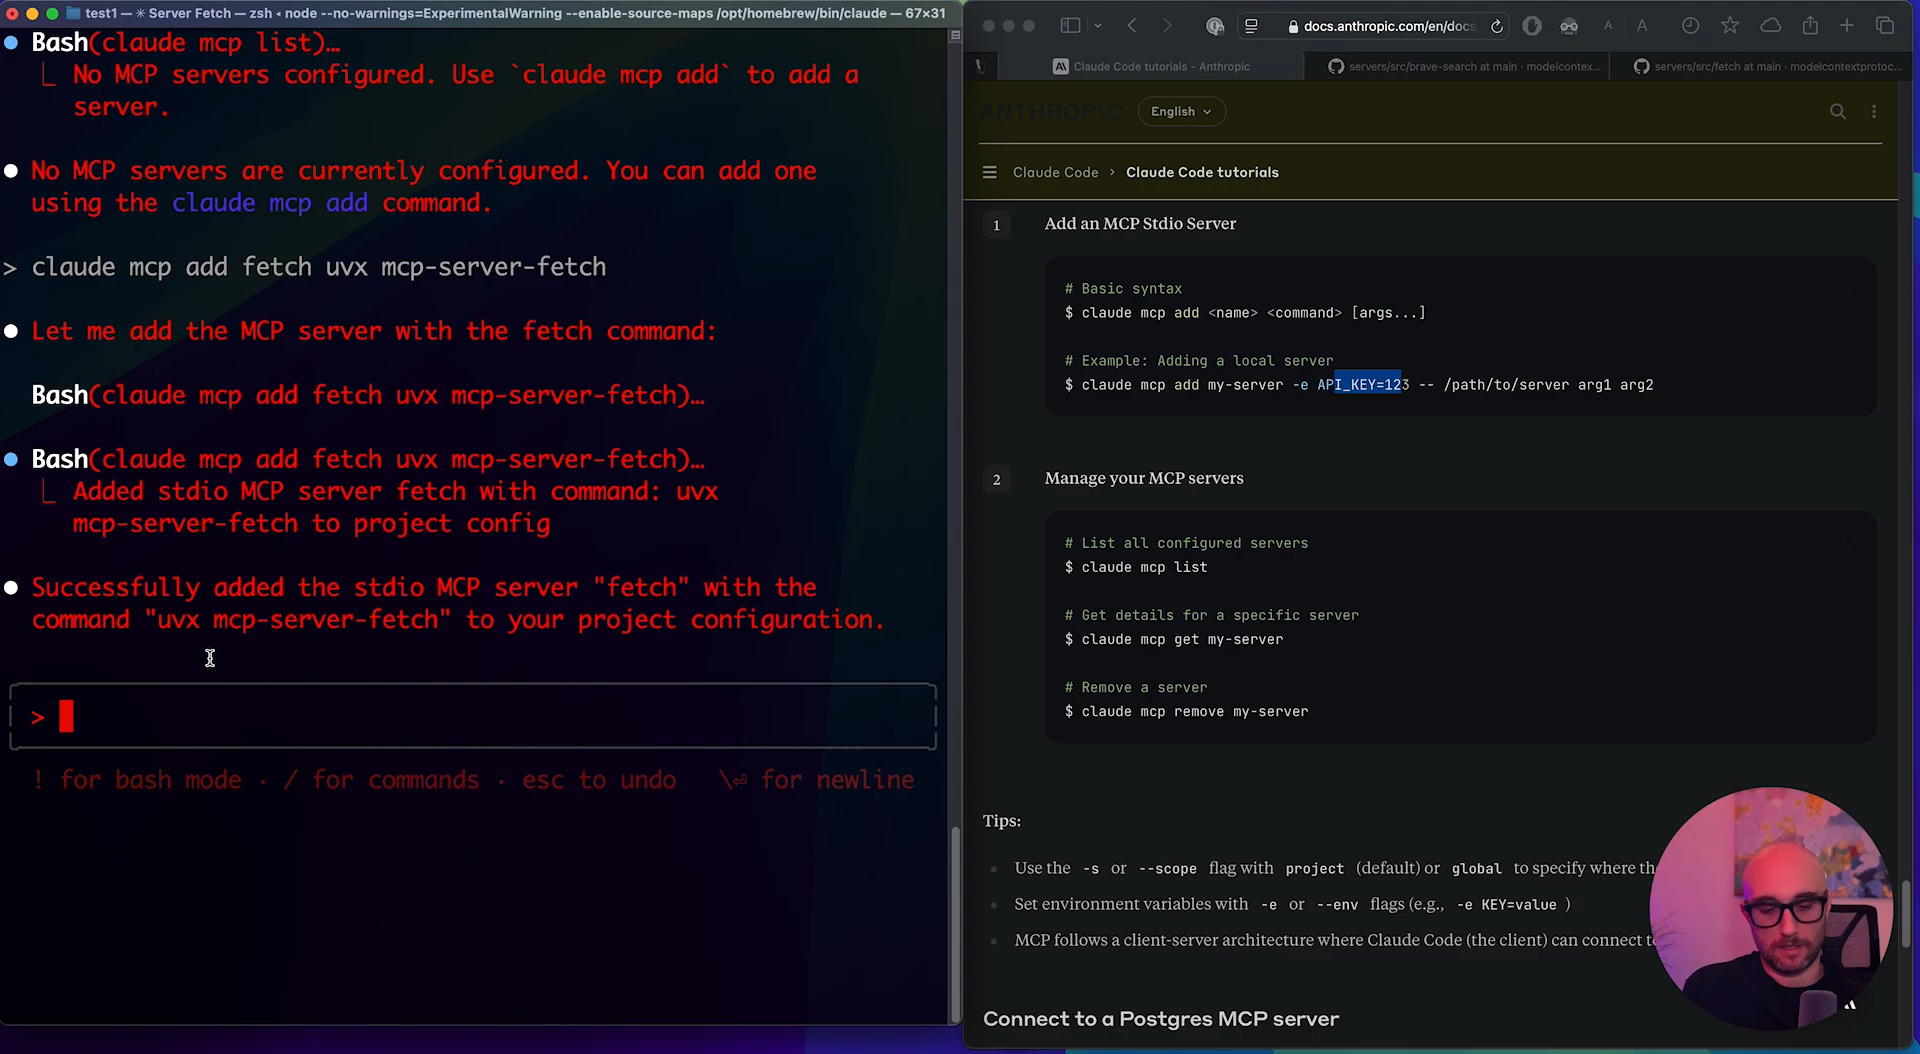 test1 — ✳ Server Fetch — zsh ◂ node --no-warnings=ExperimentalWarning --enable-source-maps /opt/homebrew/bin/claude — 67×31
Bash(claude mcp list)…
⎿ No MCP servers configured. Use `claude mcp add` to add a
server.
No MCP servers are currently configured. You can add one
using the claude mcp add command.
> claude mcp add fetch uvx mcp-server-fetch
Let me add the MCP server with the fetch command:
Bash(claude mcp add fetch uvx mcp-server-fetch)…
Bash(claude mcp add fetch uvx mcp-server-fetch)…
⎿ Added stdio MCP server fetch with command: uvx
mcp-server-fetch to project config
Successfully added the stdio MCP server "fetch" with the
command "uvx mcp-server-fetch" to your project configuration.
>
! for bash mode · / for commands · esc to undo \⏎ for newline
docs.anthropic.com/en/docs
A A
Claude Code tutorials - Anthropic
servers/src/brave-search at main · modelcontex...
servers/src/fetch at main · modelcontextprotoc...
ANTHROP\C
English
Claude Code > Claude Code tutorials
1
Add an MCP Stdio Server
# Basic syntax
$ claude mcp add <name> <command> [args...]
# Example: Adding a local server
$ claude mcp add my-server -e API_KEY=123 -- /path/to/server arg1 arg2
2
Manage your MCP servers
# List all configured servers
$ claude mcp list
# Get details for a specific server
$ claude mcp get my-server
# Remove a server
$ claude mcp remove my-server
Tips:
Use the -s or --scope flag with project (default) or global to specify where th
Set environment variables with -e or --env flags (e.g., -e KEY=value )
MCP follows a client-server architecture where Claude Code (the client) can connect to
Connect to a Postgres MCP server